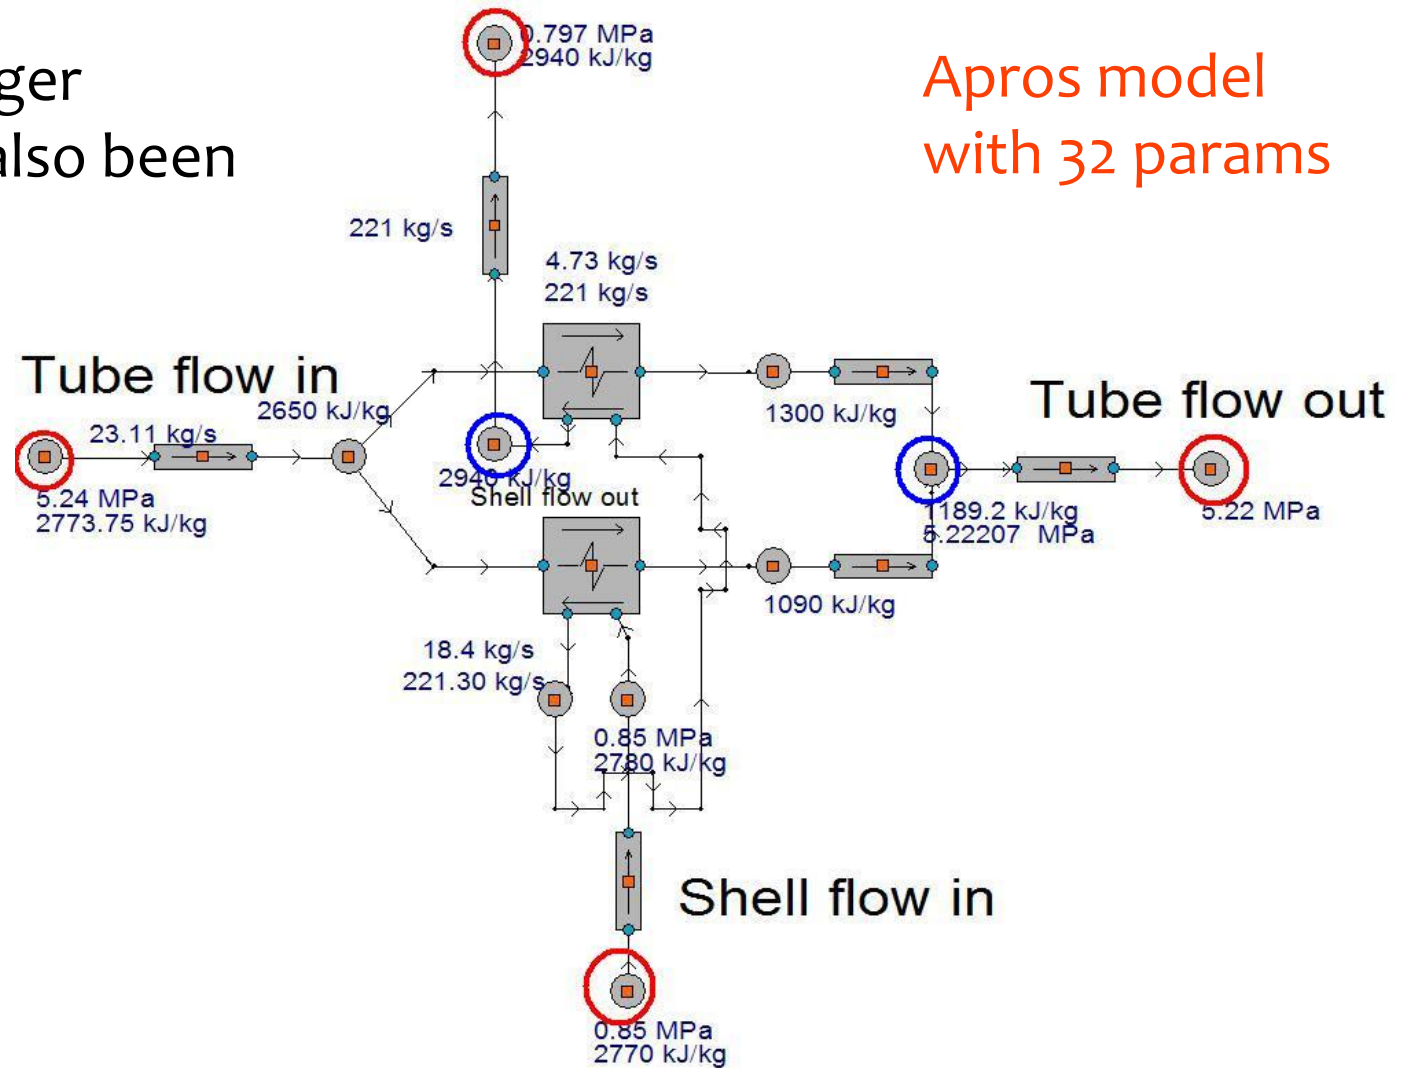 ger
also been
Apros model
with 32 params
0.797 MPa
2940 kJ/kg
221 kg/s
4.73 kg/s
221 kg/s
Tube flow in
2650 kJ/kg
23.11 kg/s
5.24 MPa
2773.75 kJ/kg
1300 kJ/kg
Tube flow out
2940 kJ/kg
Shell flow out
1189.2 kJ/kg
5.22207 MPa
5.22 MPa
1090 kJ/kg
18.4 kg/s
221.30 kg/s
0.85 MPa
2780 kJ/kg
Shell flow in
0.85 MPa
2770 kJ/kg